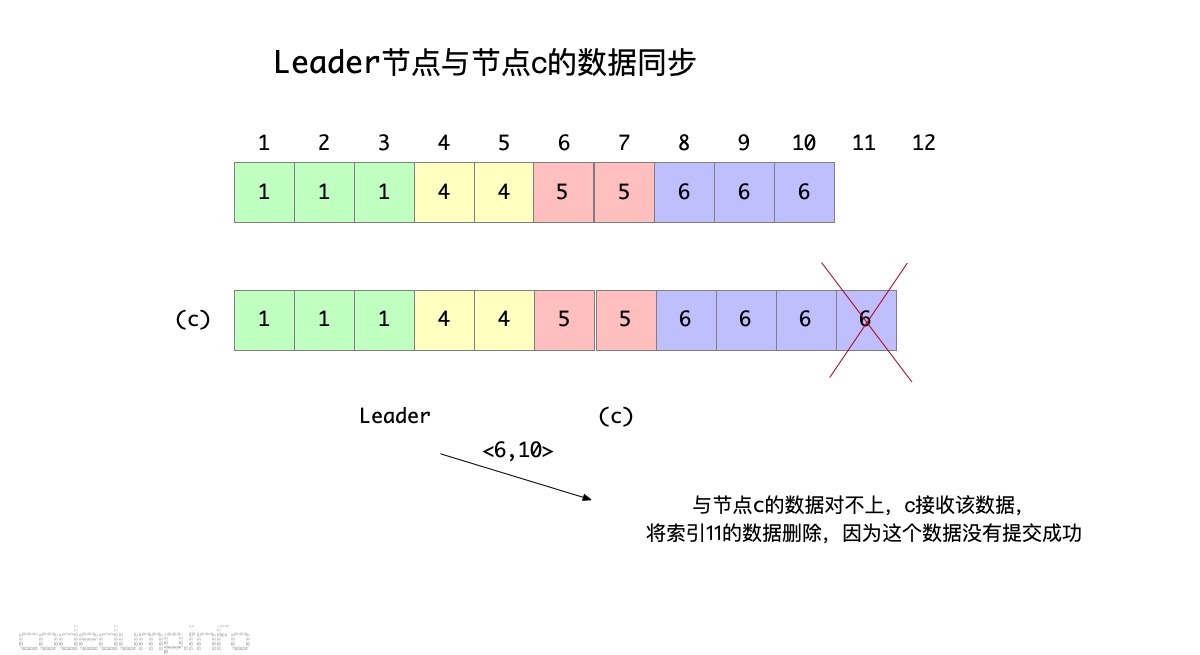 Leader节点与节点c的数据同步
1 2 3 4 5 6 7 8 9 10 11 12
1 1 1 4 4 5 5 6 6 6
(c) 1 1 1 4 4 5 5 6 6 6 6
Leader (c)
<6,10>
与节点c的数据对不上，c接收该数据，
将索引11的数据删除，因为这个数据没有提交成功
codedump.info